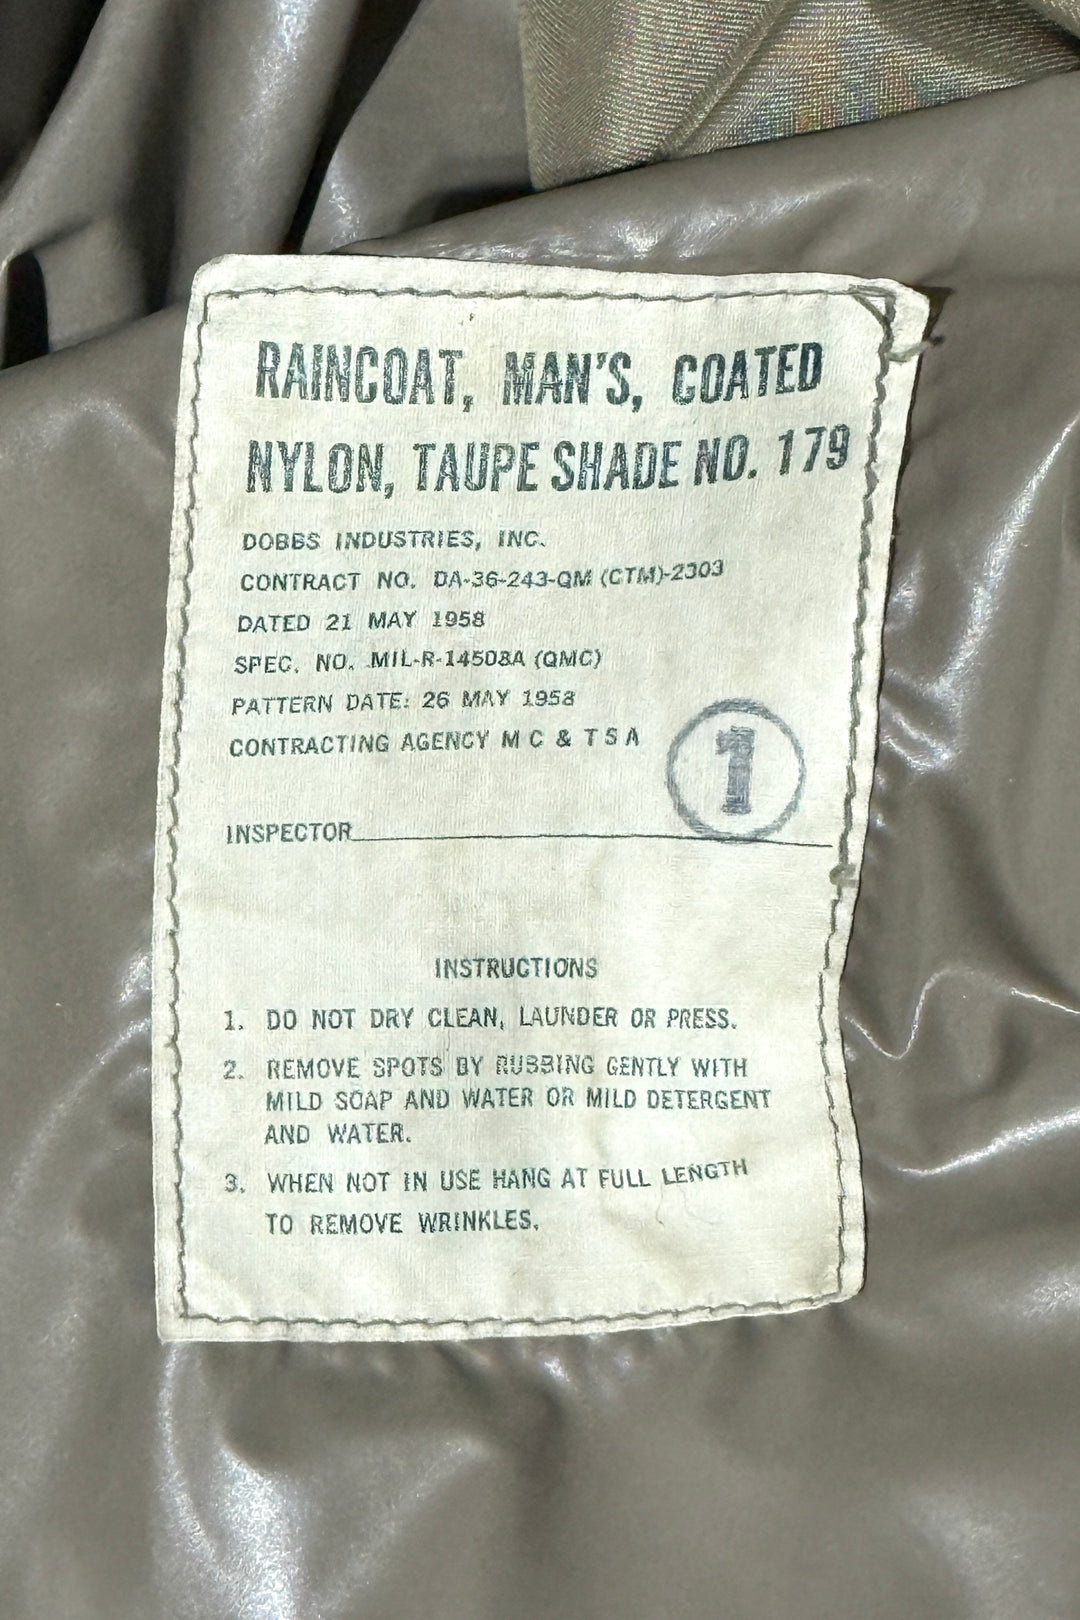 RAINCOAT, MAN'S, COATED
NYLON, TAUPE SHADE NO. 179
DOBBS INDUSTRIES, INC.
CONTRACT NO. DA-36-243-QM (CTM)-2303
DATED 21 MAY 1958
SPEC. NO. MIL-R-14508A (QMC)
PATTERN DATE: 26 MAY 1958
CONTRACTING AGENCY M C & T S A
1
INSPECTOR
INSTRUCTIONS
1. DO NOT DRY CLEAN, LAUNDER OR PRESS.
2. REMOVE SPOTS BY RUBBING GENTLY WITH
MILD SOAP AND WATER OR MILD DETERGENT
AND WATER.
3. WHEN NOT IN USE HANG AT FULL LENGTH
TO REMOVE WRINKLES.